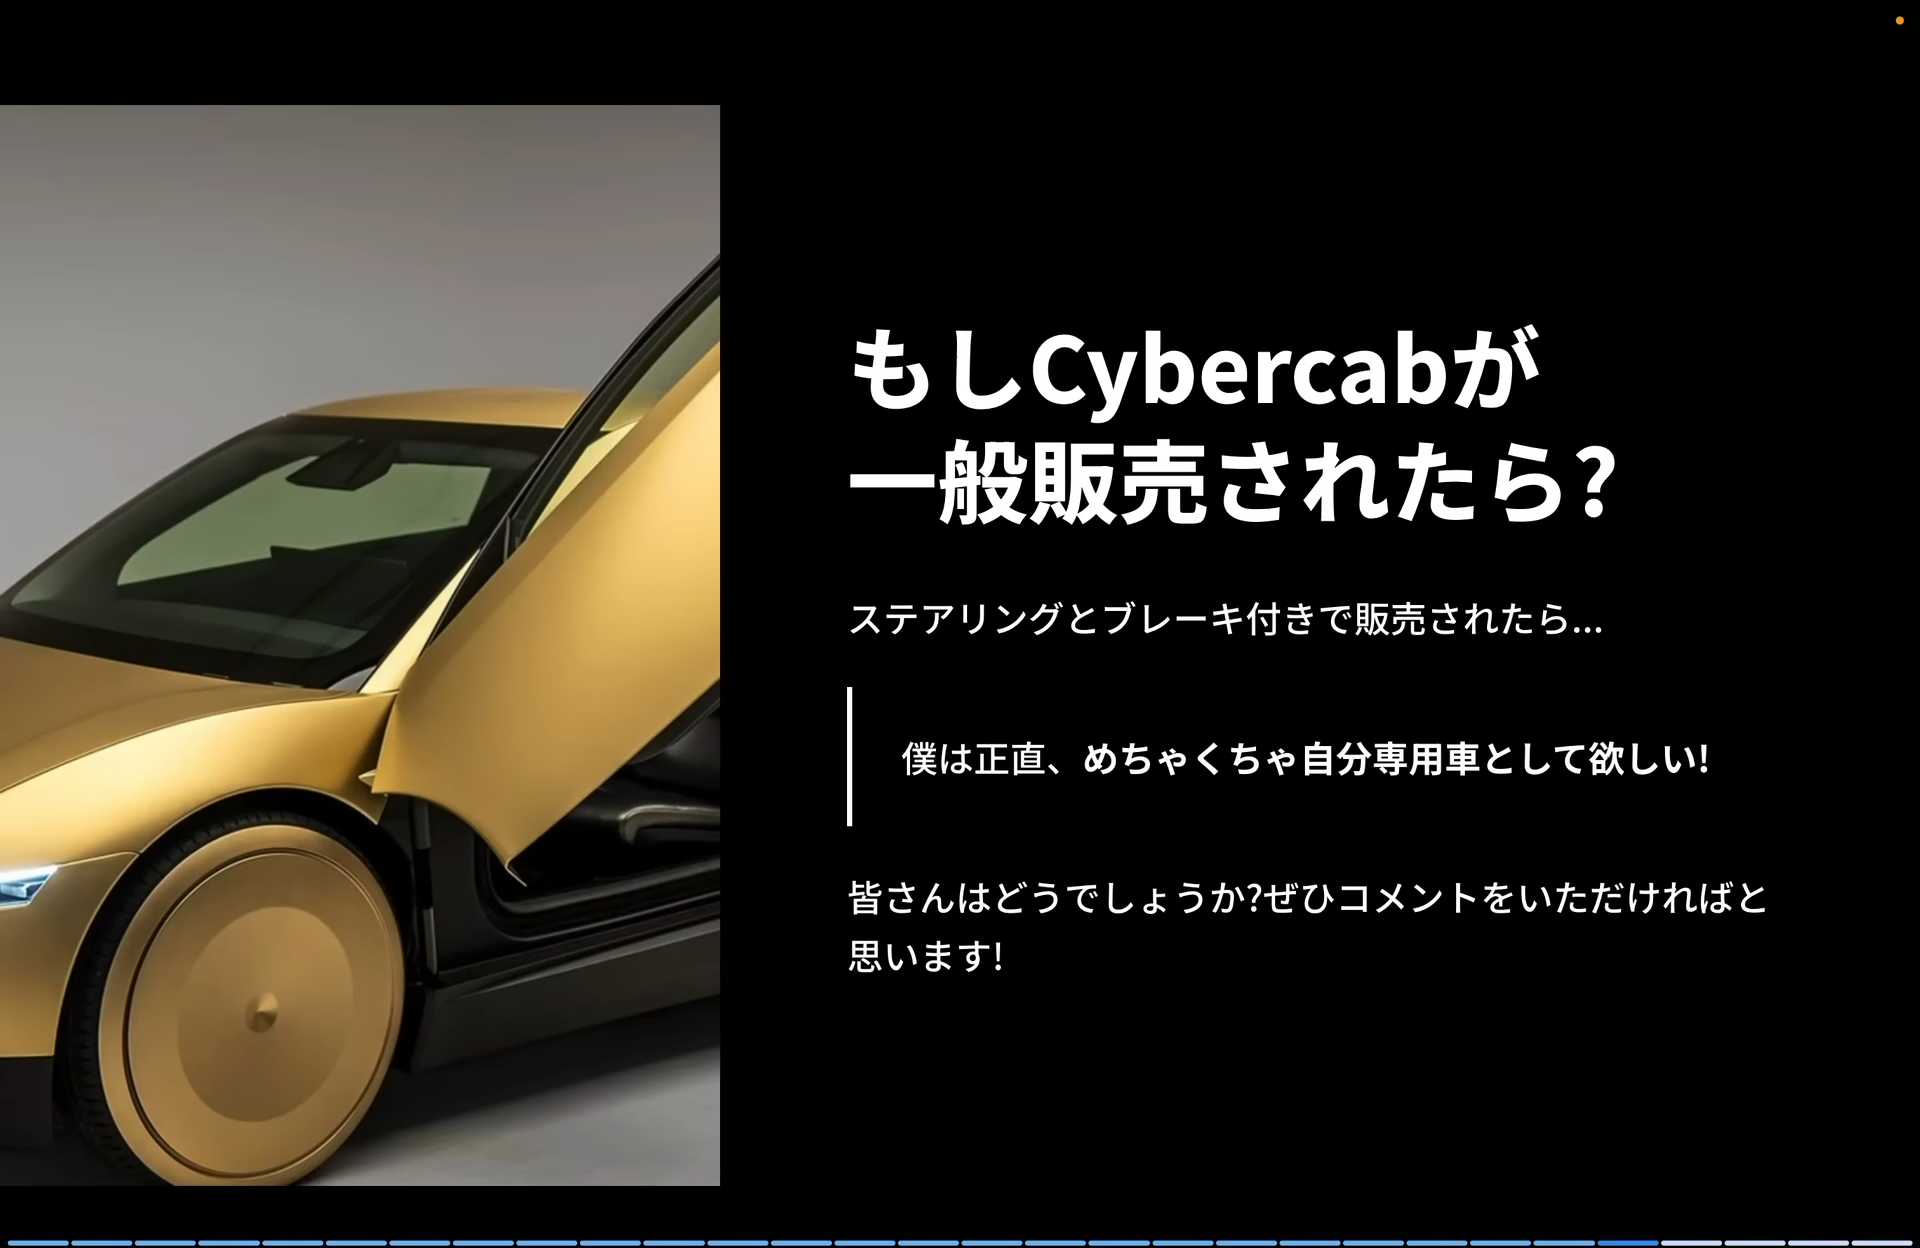 もしCybercabが
一般販売されたら?
ステアリングとブレーキ付きで販売されたら...
僕は正直、めちゃくちゃ自分専用車として欲しい!
皆さんはどうでしょうか?ぜひコメントをいただければと
思います!